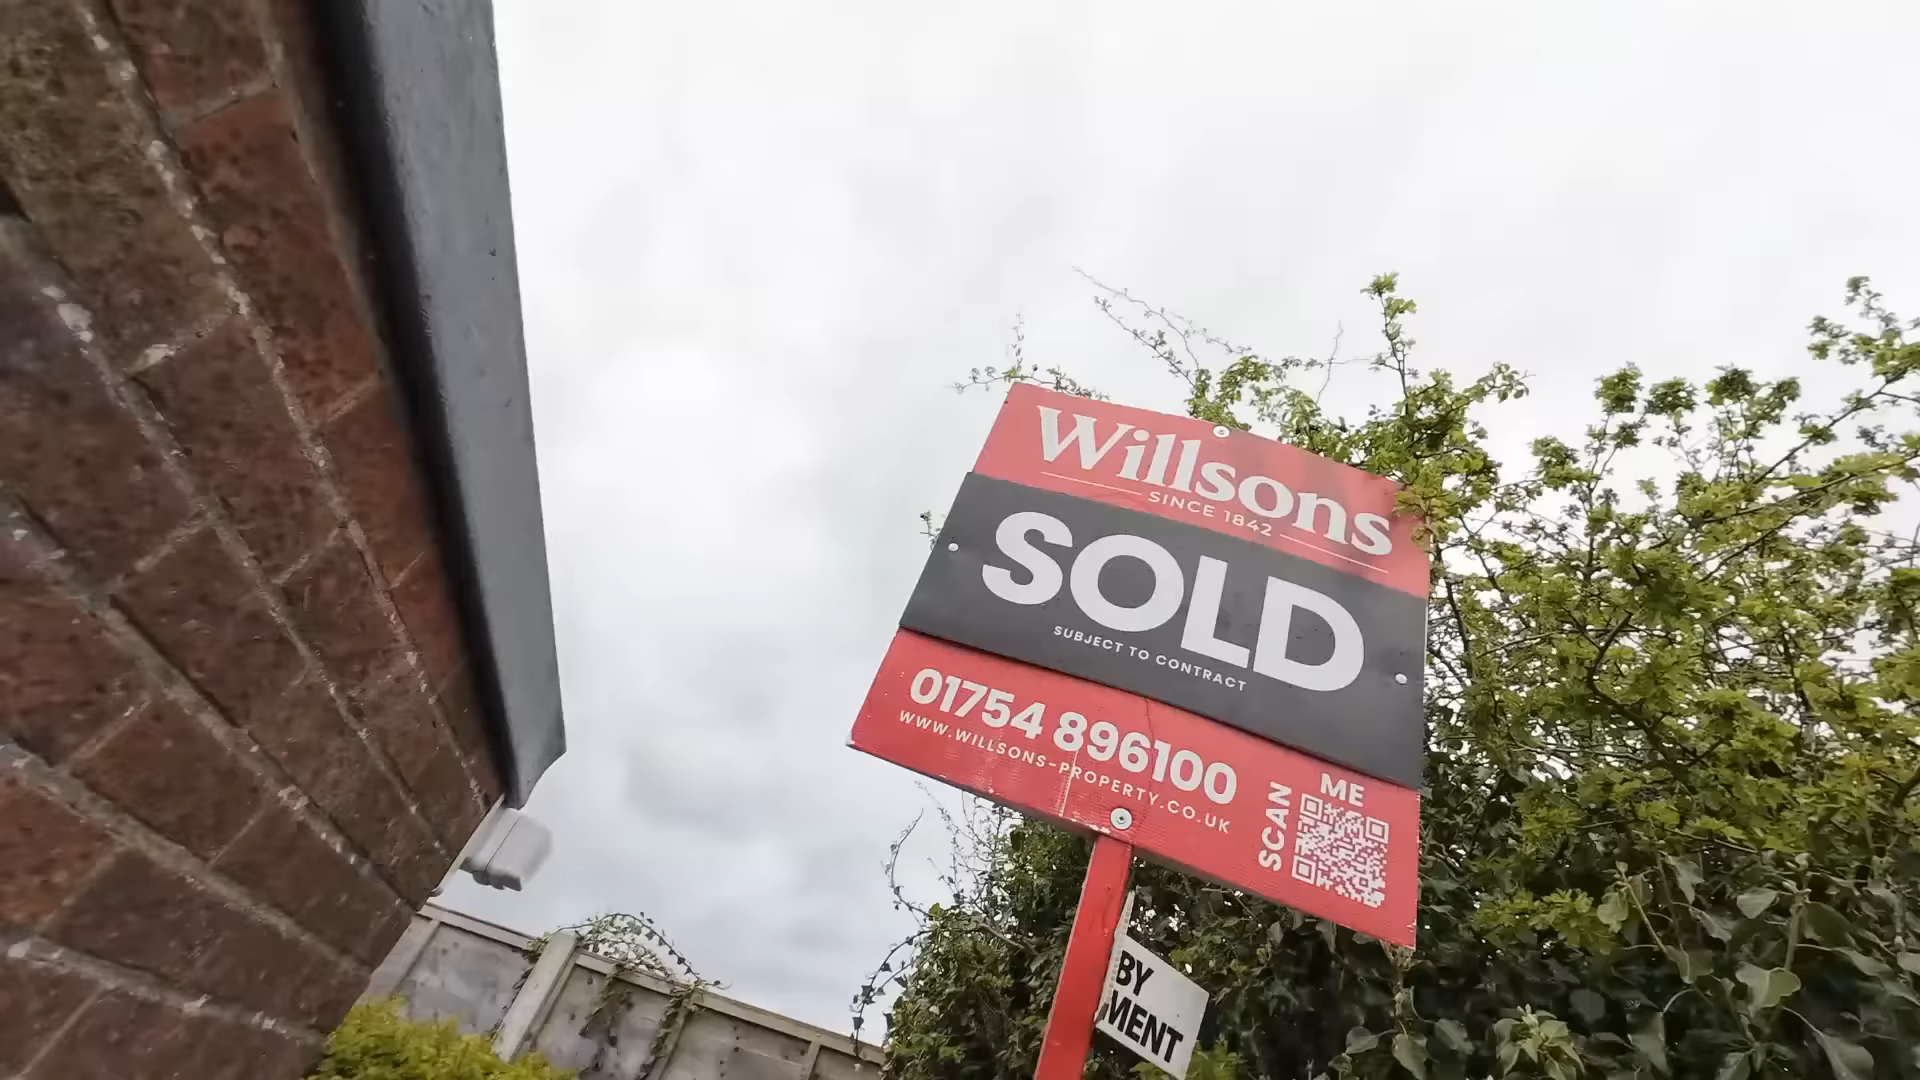 Willsons
SINCE 1842
SOLD
SUBJECT TO CONTRACT
01754 896100
WWW.WILLSONS-PROPERTY.CO.UK
SCAN
ME
BY
MENT